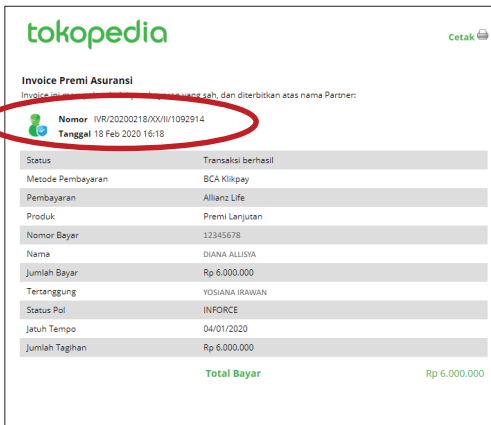 tokopedia
Cetak
Invoice Premi Asuransi
Invoice ini yang sah, dan diterbitkan atas nama Partner:
Nomor IVR/20200218/XX/II/1092914
Tanggal 18 Feb 2020 16:18
Status Transaksi berhasil
Metode Pembayaran BCA Klikpay
Pembayaran Allianz Life
Produk Premi Lanjutan
Nomor Bayar 12345678
Nama DIANA ALLISYA
Jumlah Bayar Rp 6.000.000
Tertanggung YOSIANA IRAWAN
Status Pol INFORCE
Jatuh Tempo 04/01/2020
Jumlah Tagihan Rp 6.000.000
Total Bayar Rp 6.000.000